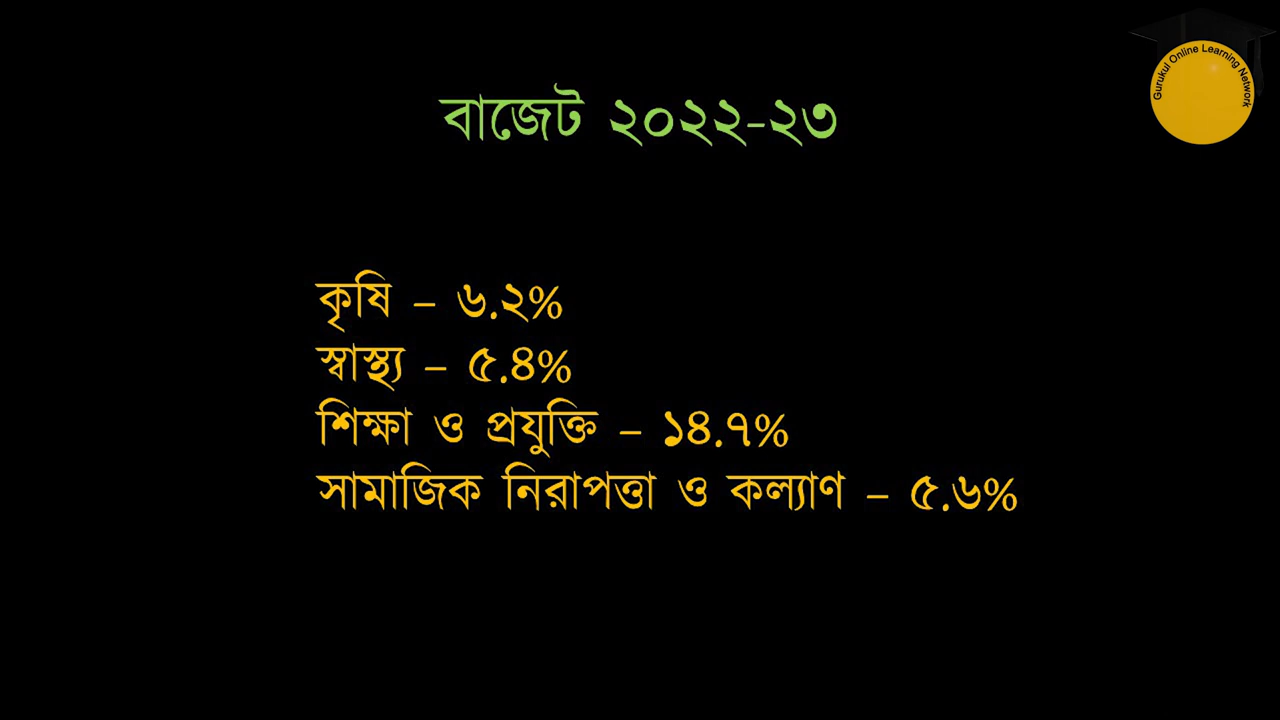 Gurukul Online Learning Network
বাজেট ২০২২-২৩
কৃষি – ৬.২%
স্বাস্থ্য – ৫.৪%
শিক্ষা ও প্রযুক্তি – ১৪.৭%
সামাজিক নিরাপত্তা ও কল্যাণ – ৫.৬%